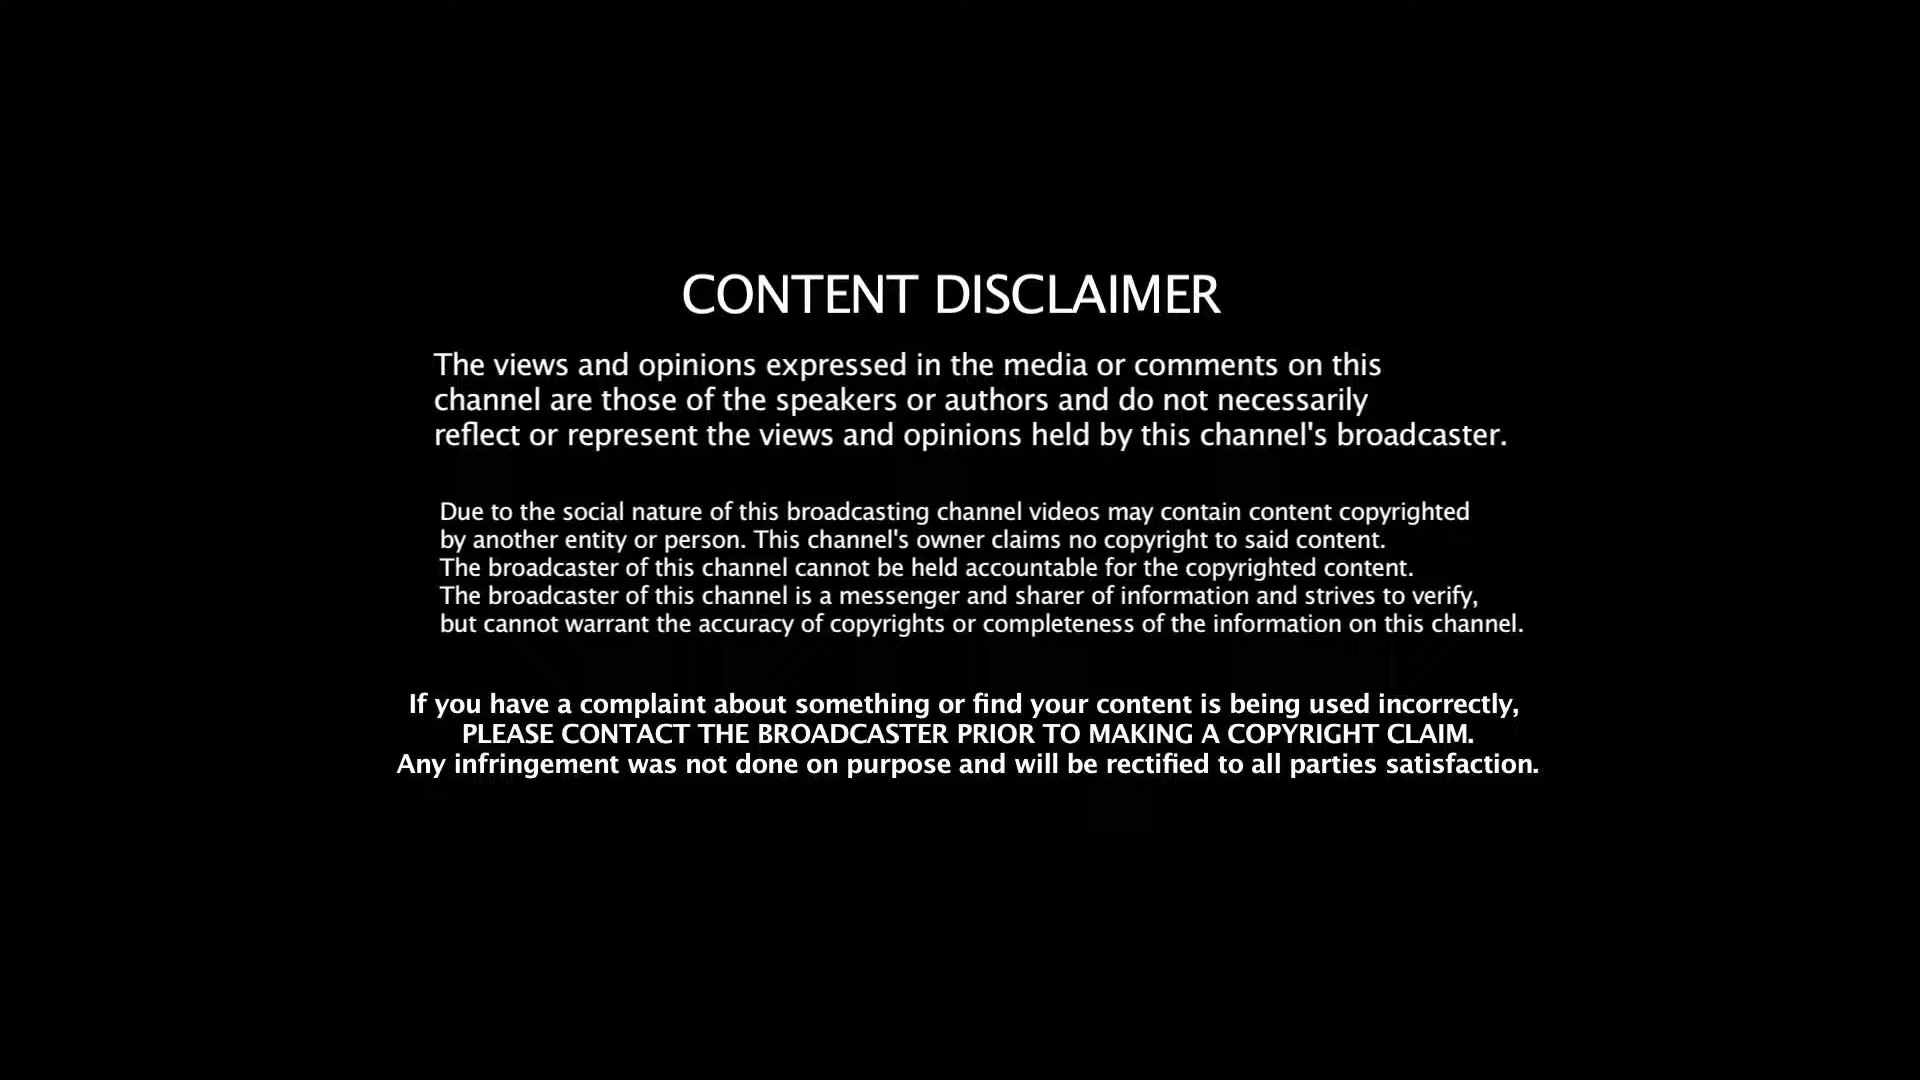 CONTENT DISCLAIMER
The views and opinions expressed in the media or comments on this
channel are those of the speakers or authors and do not necessarily
reflect or represent the views and opinions held by this channel's broadcaster.
Due to the social nature of this broadcasting channel videos may contain content copyrighted
by another entity or person. This channel's owner claims no copyright to said content.
The broadcaster of this channel cannot be held accountable for the copyrighted content.
The broadcaster of this channel is a messenger and sharer of information and strives to verify,
but cannot warrant the accuracy of copyrights or completeness of the information on this channel.
If you have a complaint about something or find your content is being used incorrectly,
PLEASE CONTACT THE BROADCASTER PRIOR TO MAKING A COPYRIGHT CLAIM.
Any infringement was not done on purpose and will be rectified to all parties satisfaction.